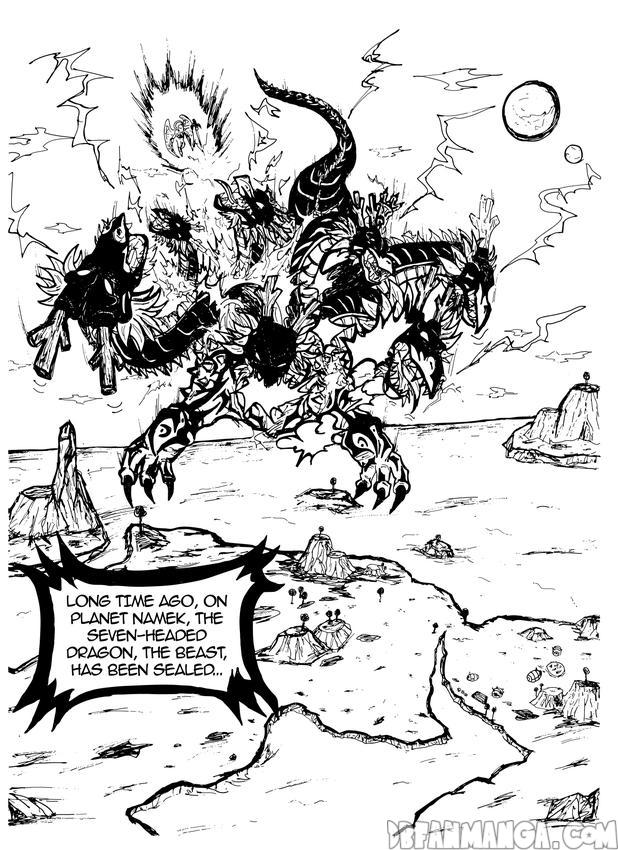 LONG TIME AGO, ON
PLANET NAMEK, THE
SEVEN-HEADED
DRAGON, THE BEAST,
HAS BEEN SEALED...
DBFANMANGA.COM